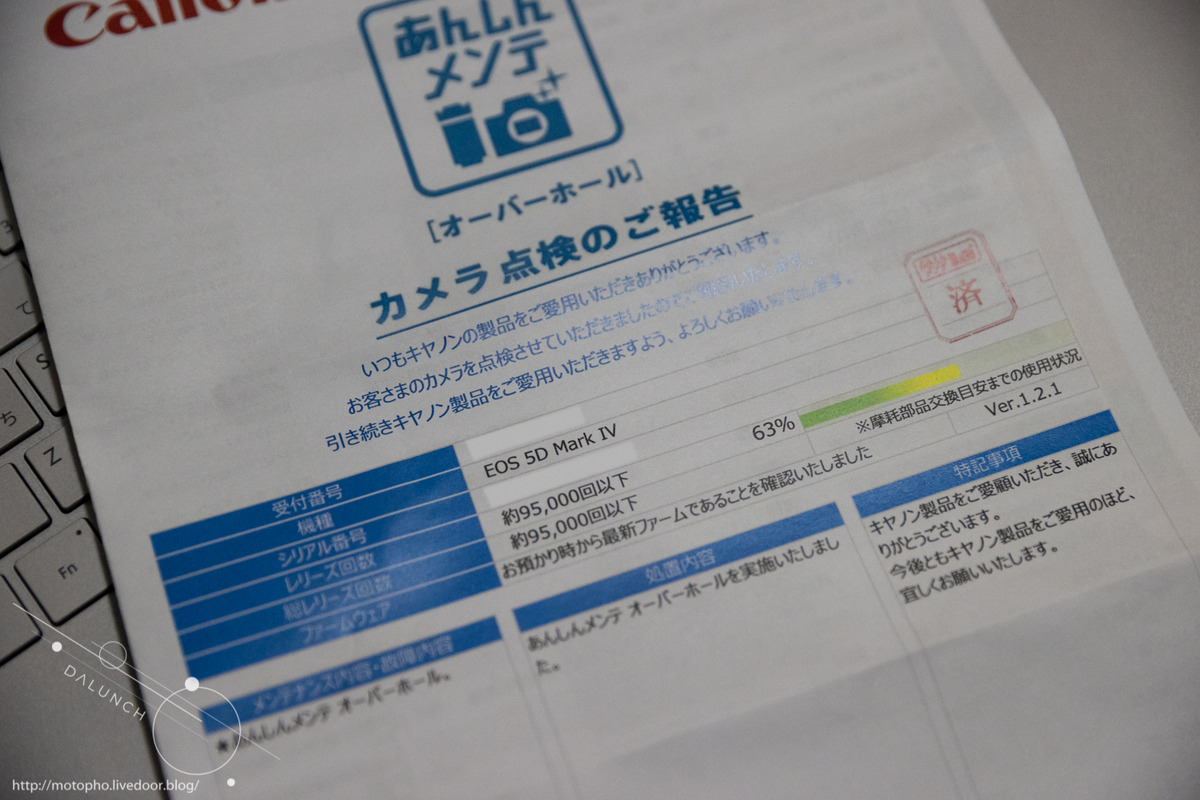 Canon
あんしん
メンテ
[オーバーホール]
カメラ点検のご報告
いつもキヤノンの製品をご愛用いただきありがとうございます。
お客さまのカメラを点検させていただきましたのでご報告いたします。
引き続きキヤノン製品をご愛用いただきますよう、よろしくお願い致します。
済
受付番号
機種 EOS 5D Mark IV
シリアル番号
レリーズ回数 約95,000回以下 63%
総レリーズ回数 約95,000回以下 ※摩耗部品交換目安までの使用状況
ファームウェア お預かり時から最新ファームであることを確認いたしました Ver.1.2.1
メンテナンス内容・故障内容
★あんしんメンテ オーバーホール。
処置内容
あんしんメンテ オーバーホールを実施いたしまし
た。
特記事項
キヤノン製品をご愛顧いただき、誠にあ
りがとうございます。
今後ともキヤノン製品をご愛用のほど、
宜しくお願いいたします。
て
S
ち
Z
Fn
DALUNCH
http://motopho.livedoor.blog/